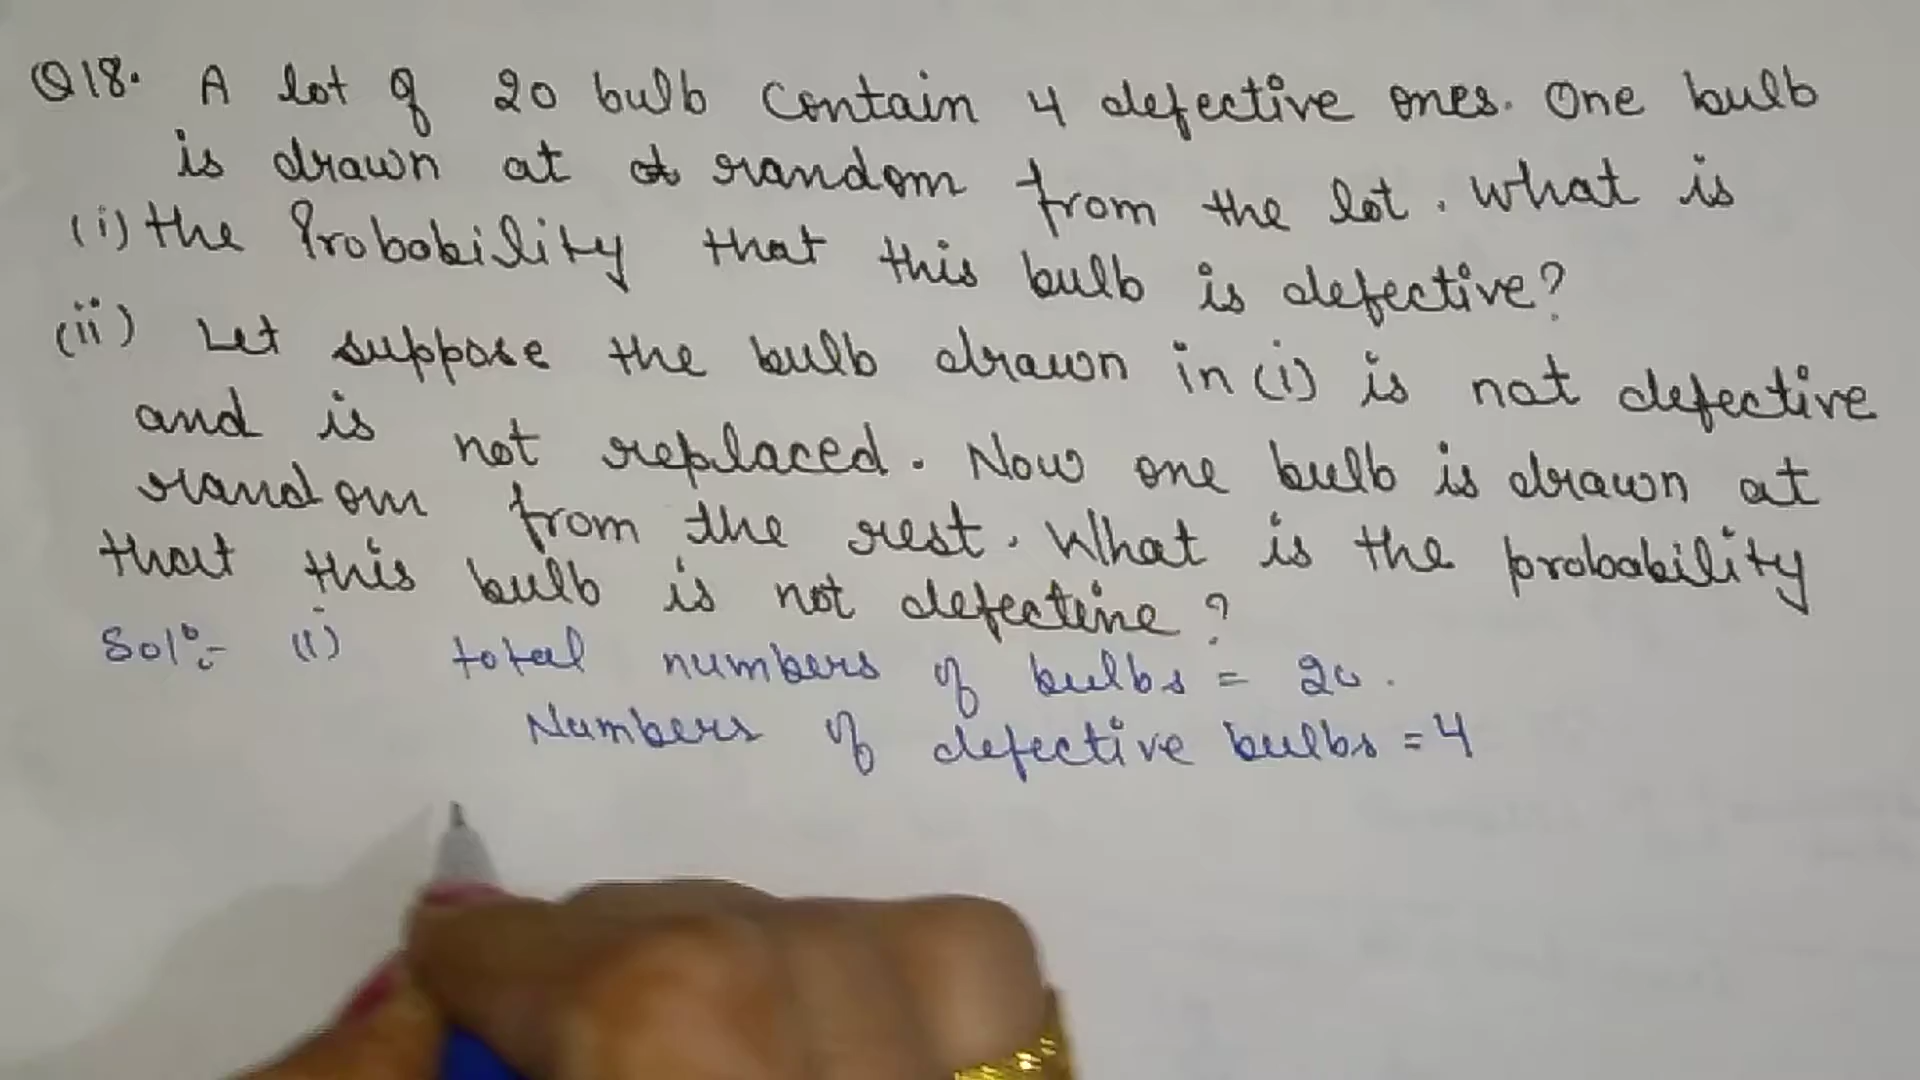 Q18. A lot of 20 bulb contain 4 defective ones. One bulb
is drawn at random from the lot. What is
(i) the Probobility that this bulb is defective?
(ii) Let suppose the bulb drawn in (i) is not defective
and is not replaced. Now one bulb is drawn at
random from the rest. What is the probability
that this bulb is not defectine?
Sol:- (i) total numbers of bulbs = 20.
Numbers of defective bulbs = 4